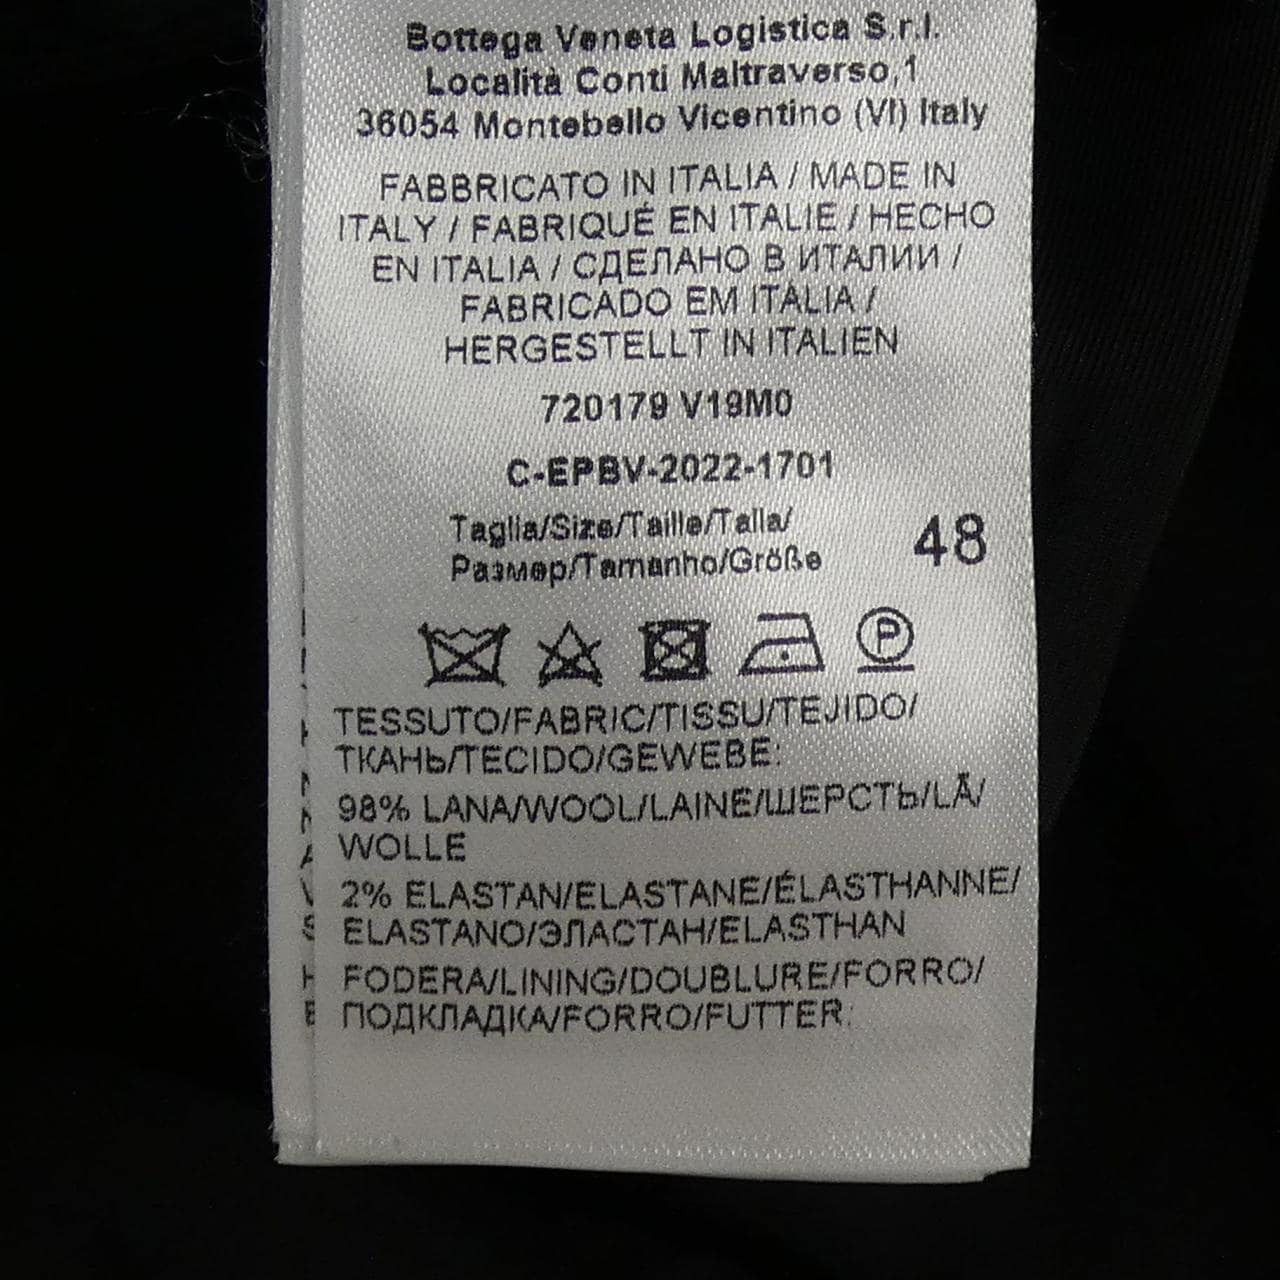 Bottega Veneta Logistica S.r.l.
Località Conti Maltraverso,1
36054 Montebello Vicentino (VI) Italy
FABBRICATO IN ITALIA / MADE IN
ITALY / FABRIQUÉ EN ITALIE / HECHO
EN ITALIA / СДЕЛАНО В ИТАЛИИ /
FABRICADO EM ITALIA /
HERGESTELLT IN ITALIEN
720179 V19M0
C-EPBV-2022-1701
Taglia/Size/Taille/Talla/
Размер/Tamanho/Größe
48
P
TESSUTO/FABRIC/TISSU/TEJIDO/
ТКАНЬ/TECIDO/GEWEBE:
98% LANA/WOOL/LAINE/ШЕРСТЬ/LÃ/
WOLLE
2% ELASTAN/ELASTANE/ÉLASTHANNE/
ELASTANO/ЭЛАСТАН/ELASTHAN
FODERA/LINING/DOUBLURE/FORRO/
ПОДКЛАДКА/FORRO/FUTTER: